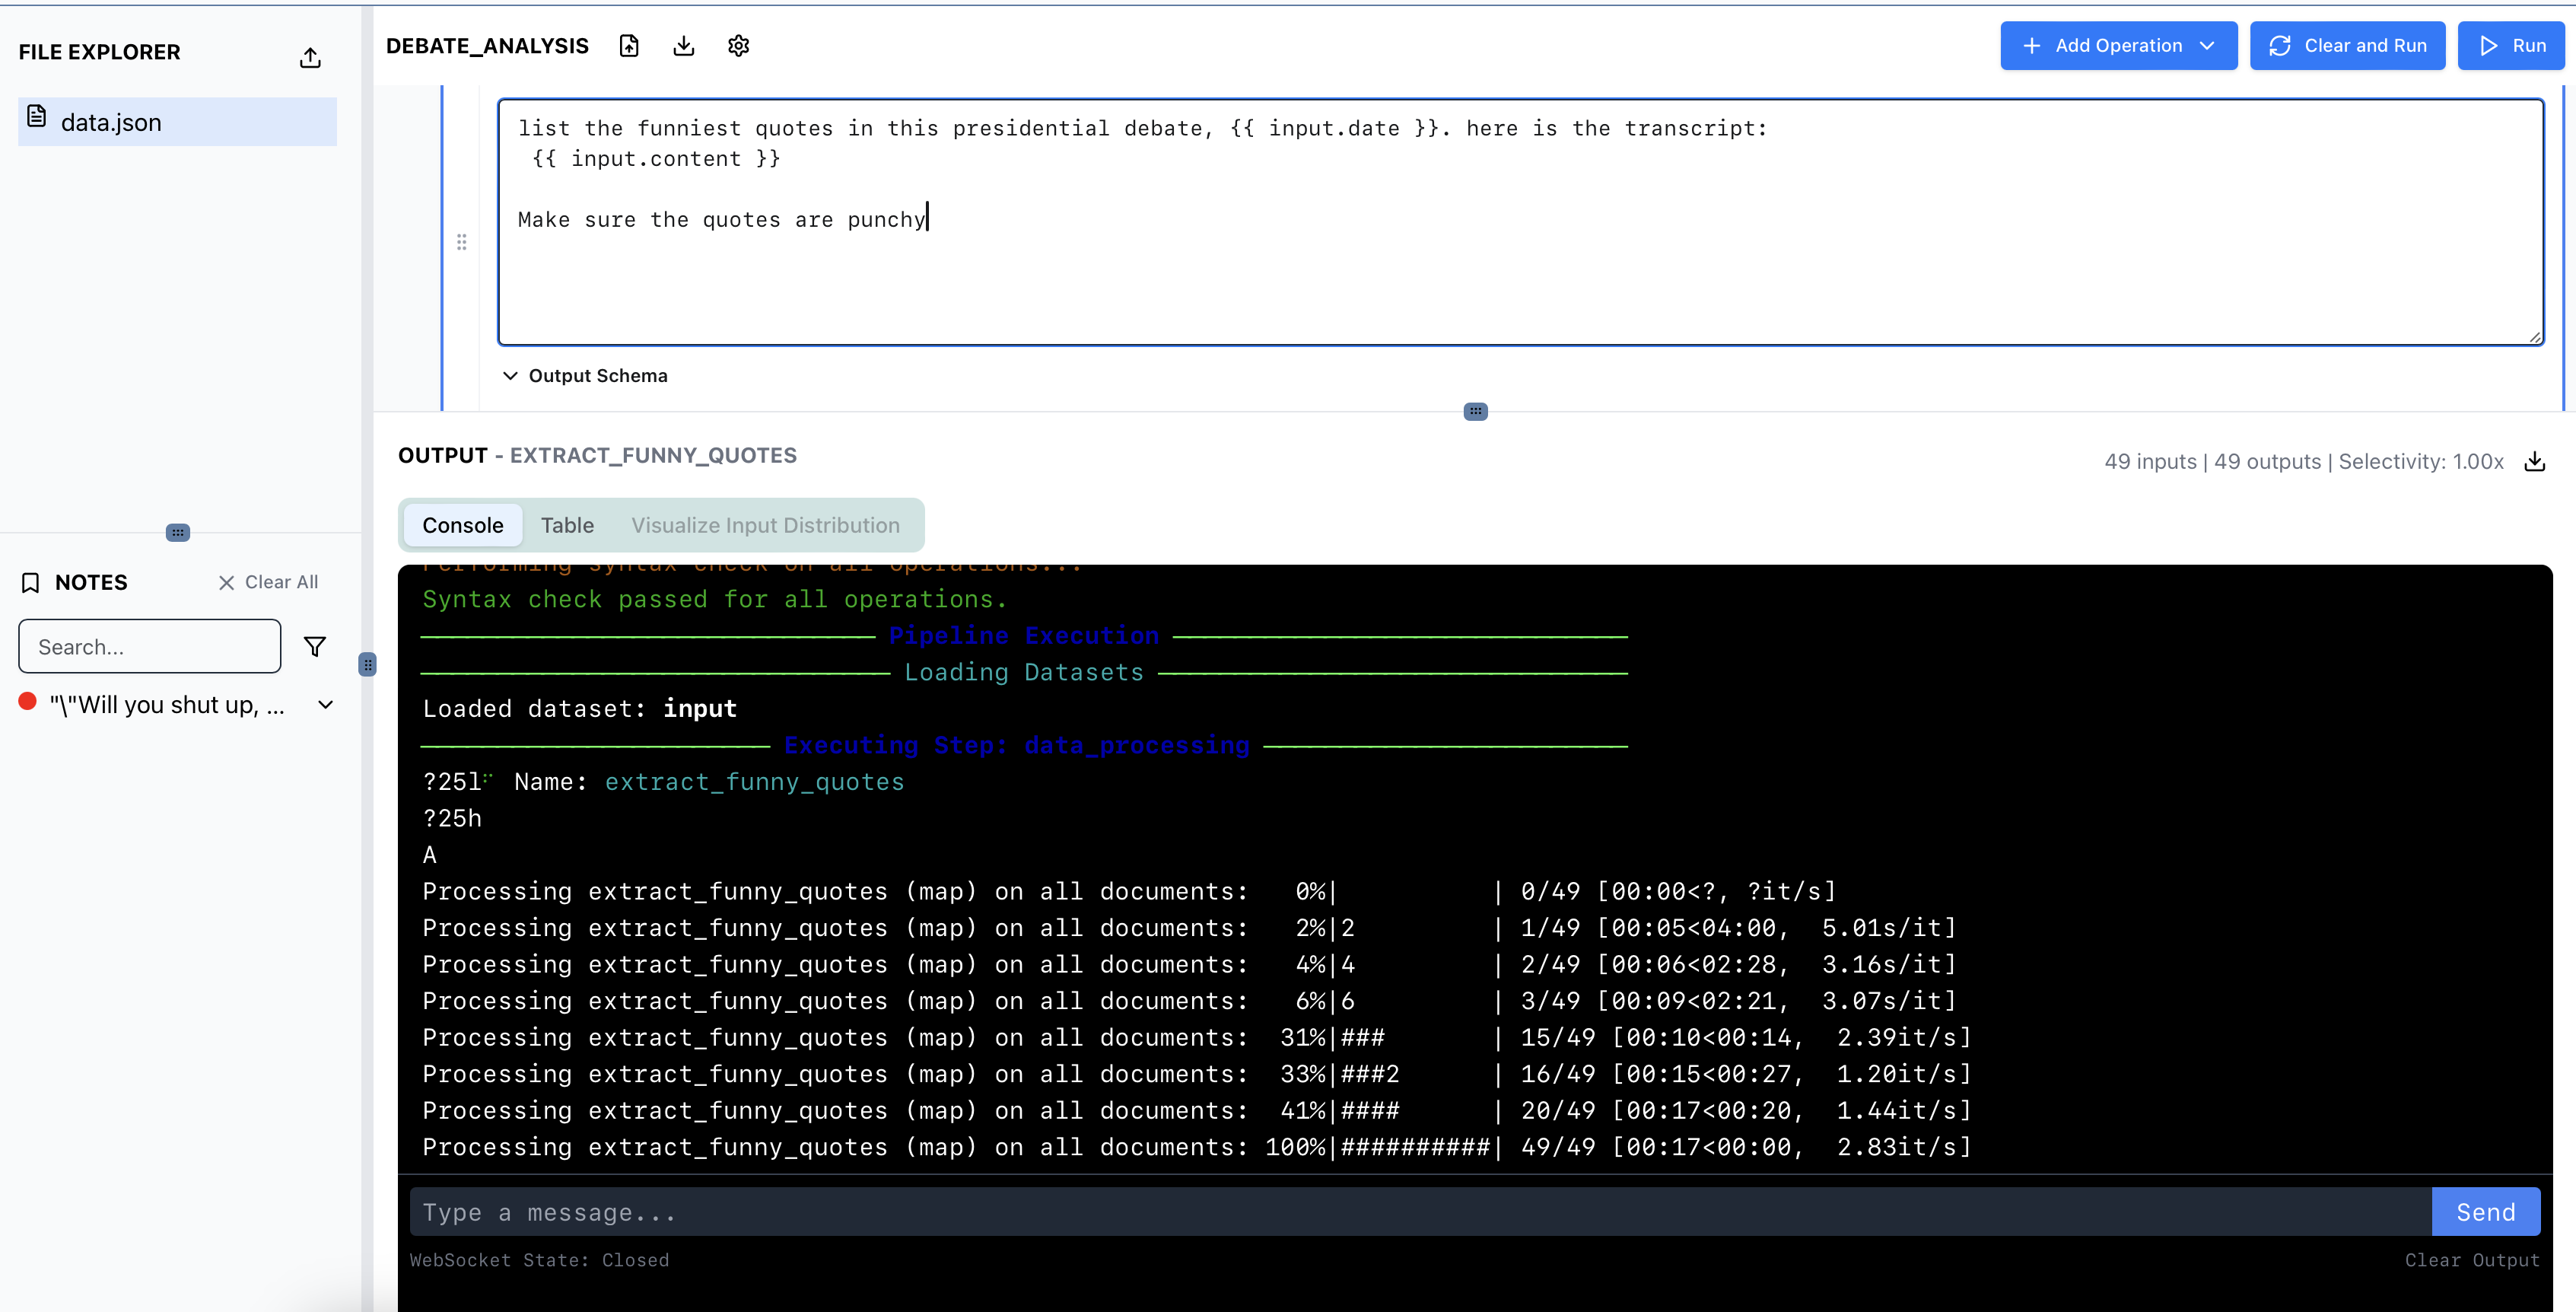 FILE EXPLORER
data.json
NOTES
Clear All
Search...
"\"Will you shut up, ...
DEBATE_ANALYSIS
Add Operation
Clear and Run
Run
list the funniest quotes in this presidential debate, {{ input.date }}. here is the transcript:
{{ input.content }}
Make sure the quotes are punchy
Output Schema
OUTPUT - EXTRACT_FUNNY_QUOTES
49 inputs | 49 outputs | Selectivity: 1.00x
Console Table Visualize Input Distribution
Performing syntax check on all operations...
Syntax check passed for all operations.
Pipeline Execution
Loading Datasets
Loaded dataset: input
Executing Step: data_processing
?25l⠋ Name: extract_funny_quotes
?25h
A
Processing extract_funny_quotes (map) on all documents:   0%|          | 0/49 [00:00<?, ?it/s]
Processing extract_funny_quotes (map) on all documents:   2%|2         | 1/49 [00:05<04:00,  5.01s/it]
Processing extract_funny_quotes (map) on all documents:   4%|4         | 2/49 [00:06<02:28,  3.16s/it]
Processing extract_funny_quotes (map) on all documents:   6%|6         | 3/49 [00:09<02:21,  3.07s/it]
Processing extract_funny_quotes (map) on all documents:  31%|###       | 15/49 [00:10<00:14,  2.39it/s]
Processing extract_funny_quotes (map) on all documents:  33%|###2      | 16/49 [00:15<00:27,  1.20it/s]
Processing extract_funny_quotes (map) on all documents:  41%|####      | 20/49 [00:17<00:20,  1.44it/s]
Processing extract_funny_quotes (map) on all documents: 100%|##########| 49/49 [00:17<00:00,  2.83it/s]
Type a message...
Send
WebSocket State: Closed
Clear Output